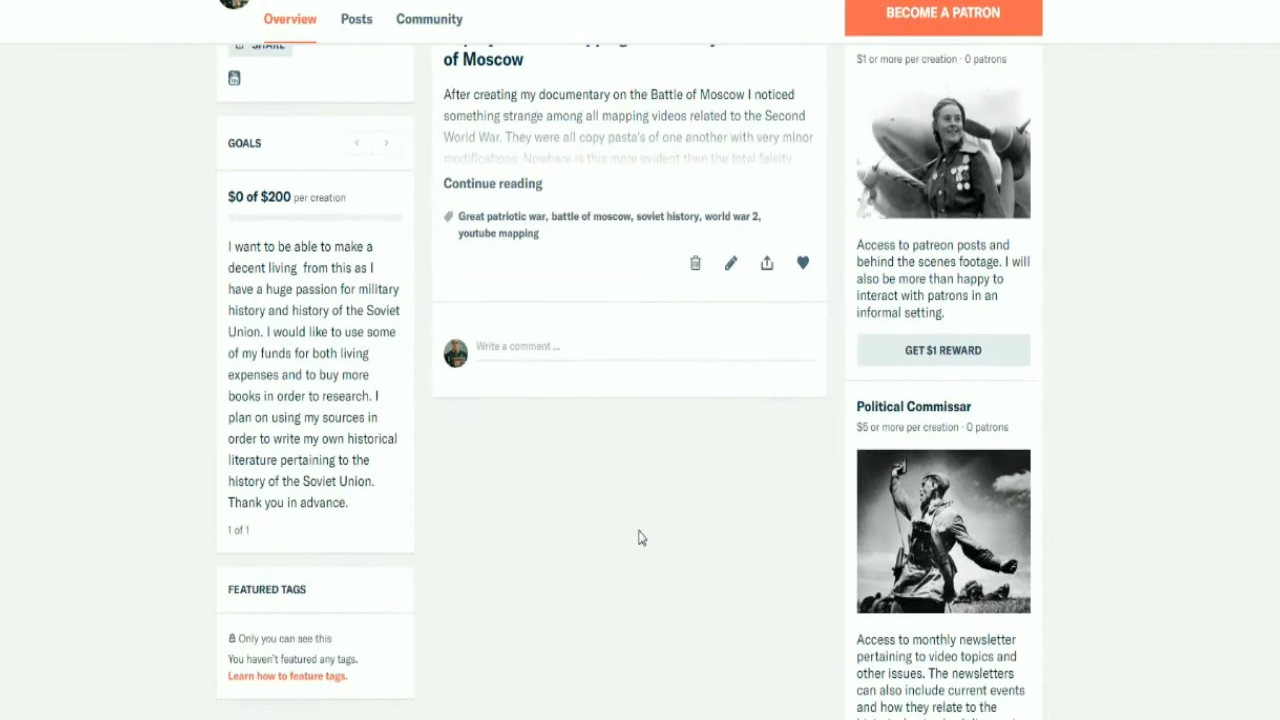 Overview
Posts
Community
BECOME A PATRON
SHARE
GOALS
$0 of $200 per creation
I want to be able to make a
decent living from this as I
have a huge passion for military
history and history of the Soviet
Union. I would like to use some
of my funds for both living
expenses and to buy more
books in order to research. I
plan on using my sources in
order to write my own historical
literature pertaining to the
history of the Soviet Union.
Thank you in advance.
1 of 1
FEATURED TAGS
Only you can see this
You haven't featured any tags.
Learn how to feature tags.
of Moscow
After creating my documentary on the Battle of Moscow I noticed
something strange among all mapping videos related to the Second
World War. They were all copy pasta's of one another with very minor
modifications. Nowhere is this more evident then the total falsity
Continue reading
Great patriotic war, battle of moscow, soviet history, world war 2,
youtube mapping
Write a comment ...
$1 or more per creation · 0 patrons
Access to patreon posts and
behind the scenes footage. I will
also be more than happy to
interact with patrons in an
informal setting.
GET $1 REWARD
Political Commissar
$5 or more per creation · 0 patrons
Access to monthly newsletter
pertaining to video topics and
other issues. The newsletters
can also include current events
and how they relate to the